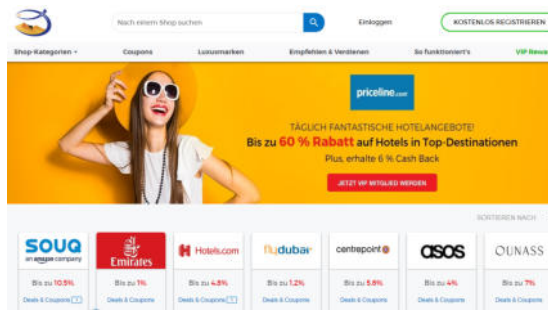 Nach einem Shop suchen
Einloggen
KOSTENLOS REGISTRIEREN
Shop-Kategorien
Coupons
Luxusmarken
Empfehlen & Verdienen
So funktioniert's
VIP Rewa
priceline.com
TÄGLICH FANTASTISCHE HOTELANGEBOTE!
Bis zu 60 % Rabatt auf Hotels in Top-Destinationen
Plus, erhalte 6 % Cash Back
JETZT VIP MITGLIED WERDEN
SORTIEREN NACH
SOUQ
an amazon company
Emirates
Hotels.com
flydubai
centrepoint
asos
OUNASS
Bis zu 10.5%
Bis zu 1%
Bis zu 4.8%
Bis zu 1.2%
Bis zu 5.8%
Bis zu 4%
Bis zu 7%
Deals & Coupons
Deals & Coupons
Deals & Coupons
Deals & Coupons
Deals & Coupons
Deals & Coupons
Deals & Coupons